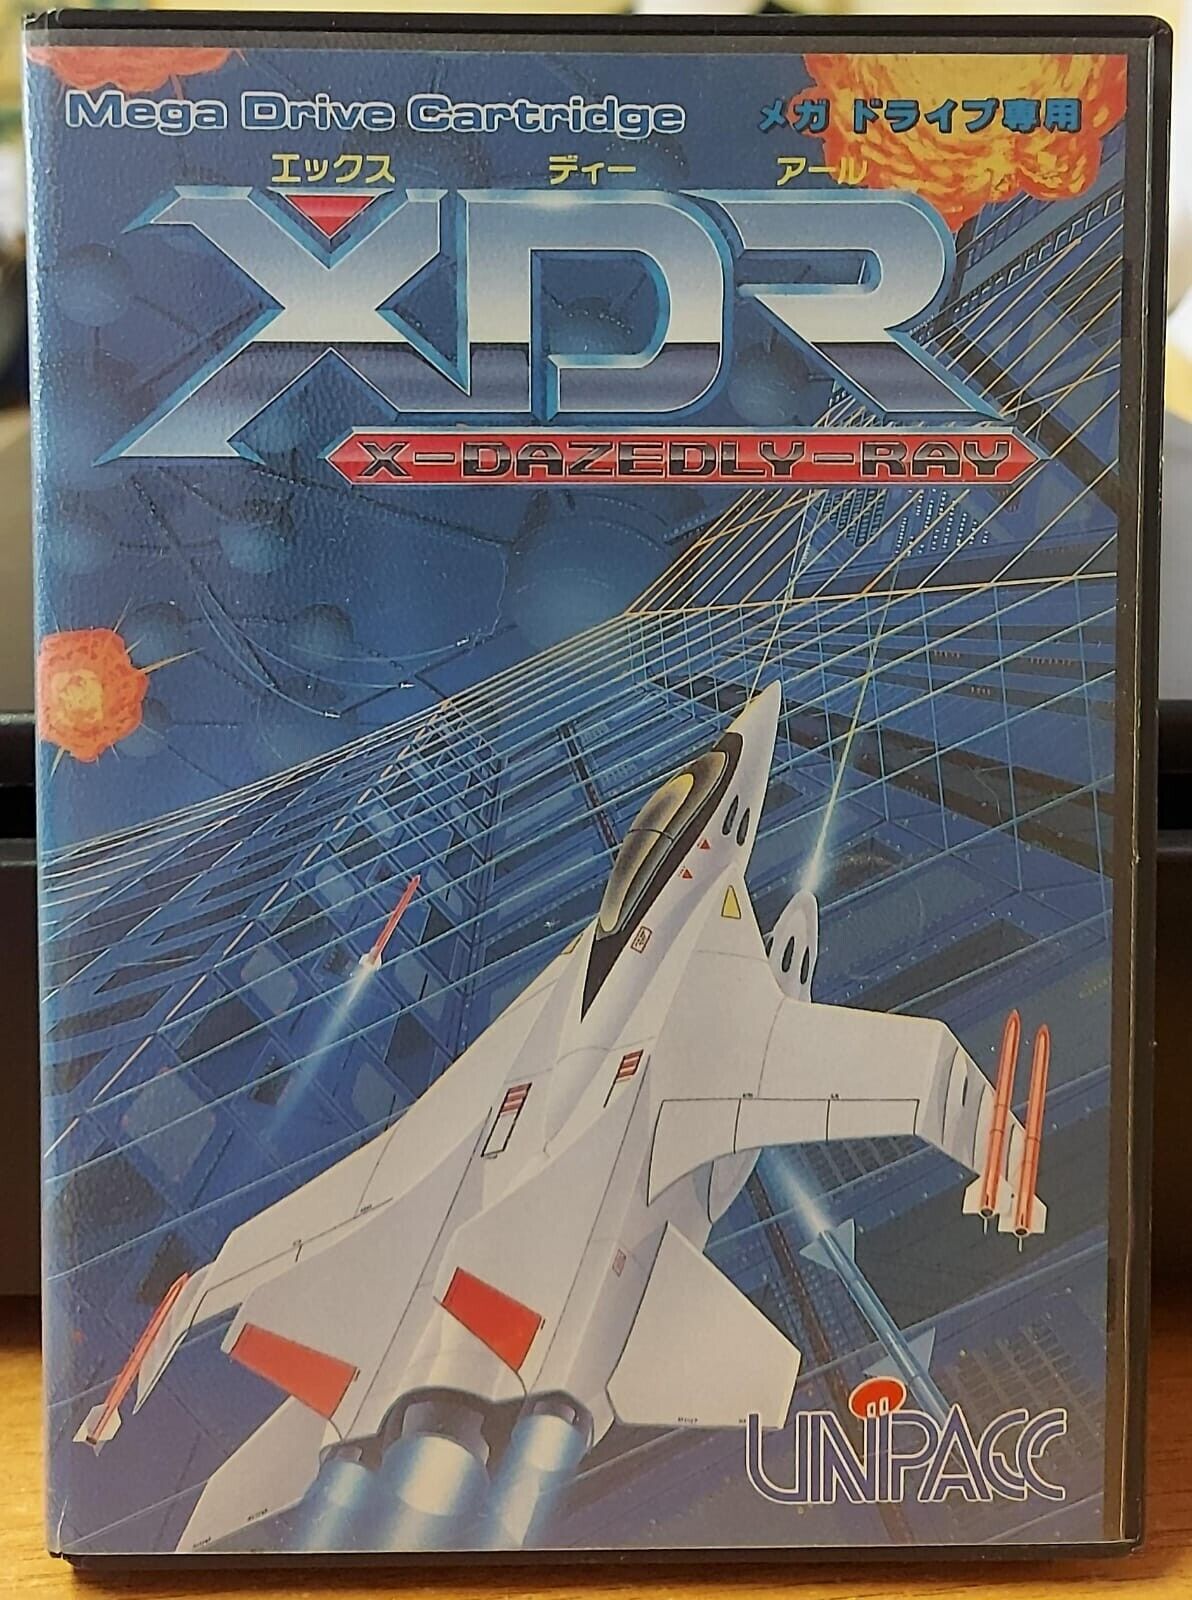 Mega Drive Cartridge メガ ドライブ専用
エックス ディー アール
XDR
X-DAZEDLY-RAY
UNIPACC